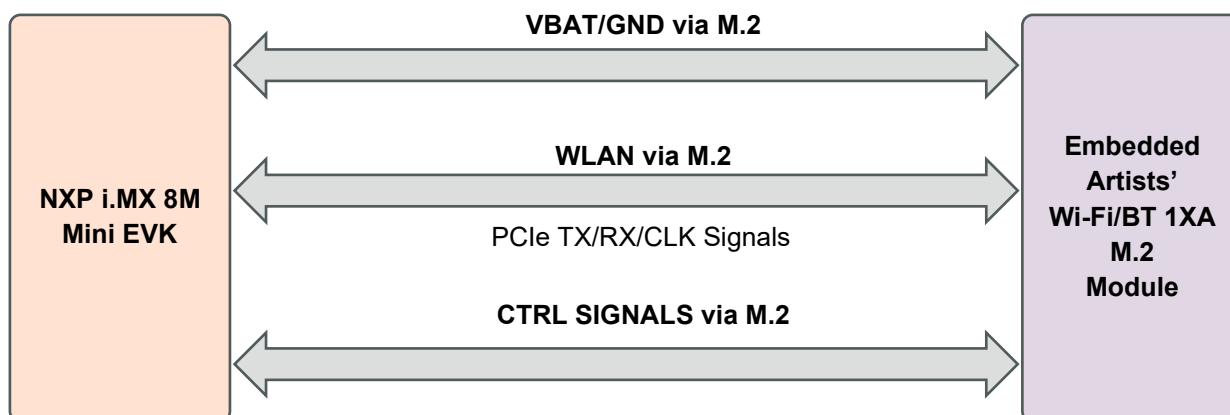 VBAT/GND via M.2
WLAN via M.2
NXP i.MX 8M
Mini EVK
PCIe TX/RX/CLK Signals
CTRL SIGNALS via M.2
Embedded
Artists’
Wi-Fi/BT 1XA
M.2
Module